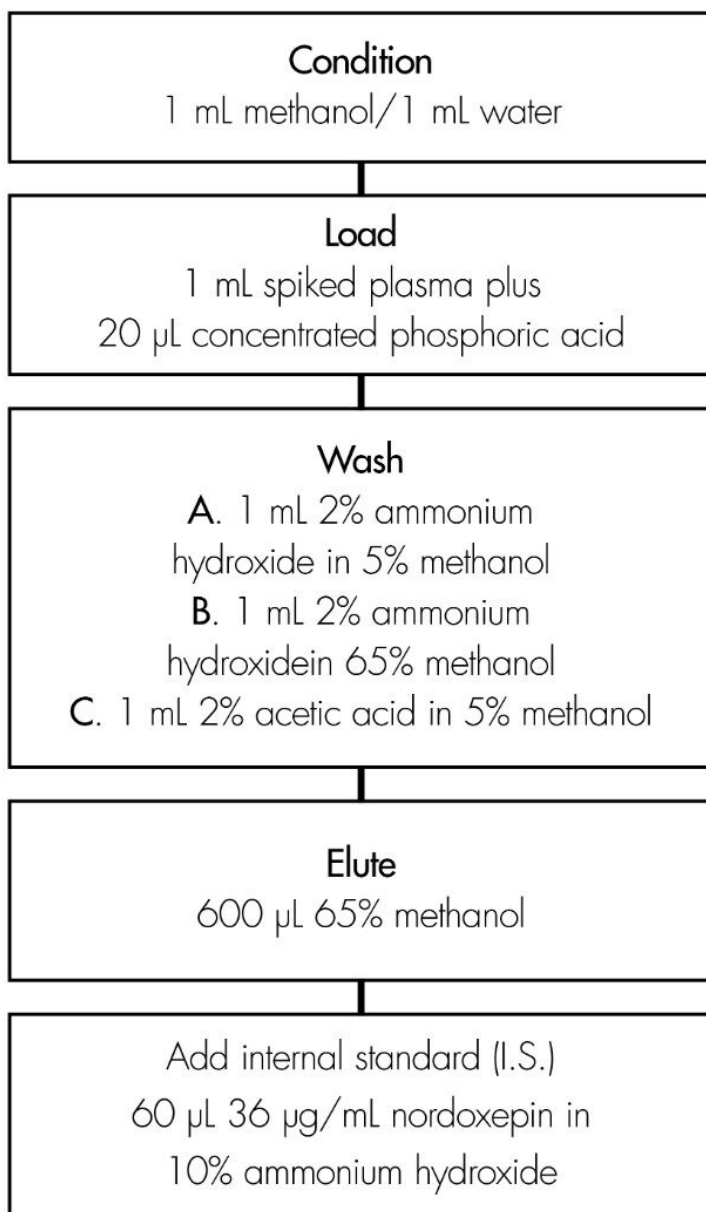 Condition
1 mL methanol/1 mL water
Load
1 mL spiked plasma plus
20 µL concentrated phosphoric acid
Wash
A. 1 mL 2% ammonium
hydroxide in 5% methanol
B. 1 mL 2% ammonium
hydroxidein 65% methanol
C. 1 mL 2% acetic acid in 5% methanol
Elute
600 µL 65% methanol
Add internal standard (I.S.)
60 µL 36 µg/mL nordoxepin in
10% ammonium hydroxide